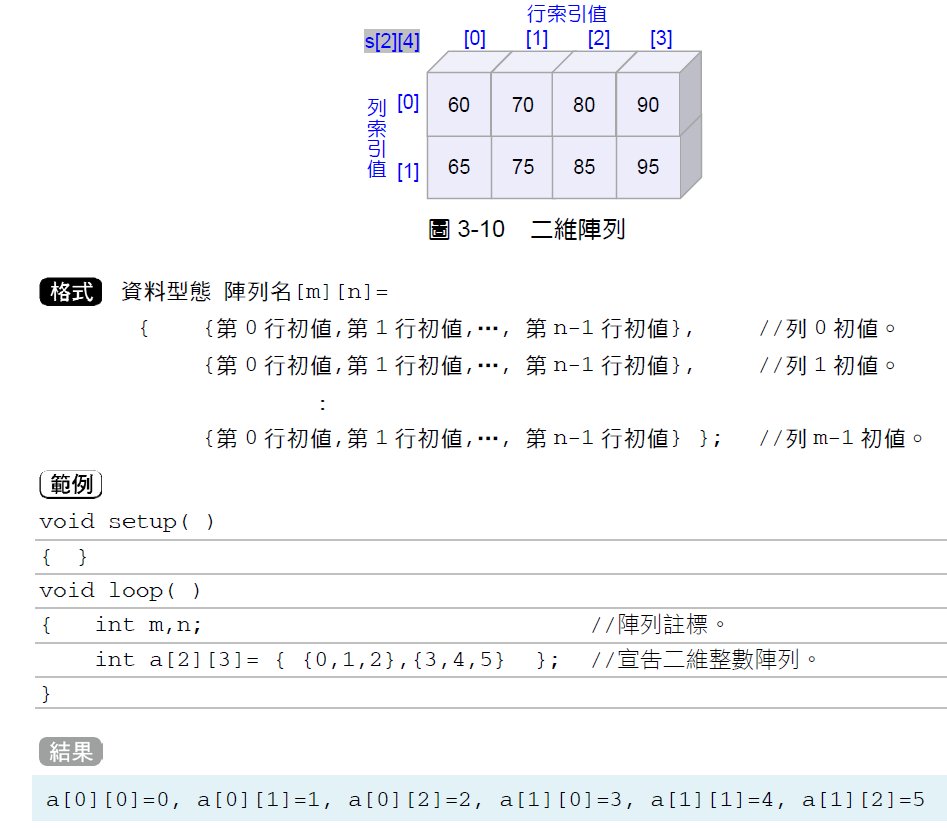 行索引值
s[2][4] [0] [1] [2] [3]
列索引值
[0] 60 70 80 90
[1] 65 75 85 95
圖 3-10 二維陣列
格式 資料型態 陣列名[m][n]=
{ {第 0 行初值,第 1 行初值,…, 第 n-1 行初值}, //列 0 初值。
{第 0 行初值,第 1 行初值,…, 第 n-1 行初值}, //列 1 初值。
:
{第 0 行初值,第 1 行初值,…, 第 n-1 行初值} }; //列 m-1 初值。
範例
void setup( )
{ }
void loop( )
{ int m,n; //陣列註標。
int a[2][3]= { {0,1,2},{3,4,5} }; //宣告二維整數陣列。
}
結果
a[0][0]=0, a[0][1]=1, a[0][2]=2, a[1][0]=3, a[1][1]=4, a[1][2]=5